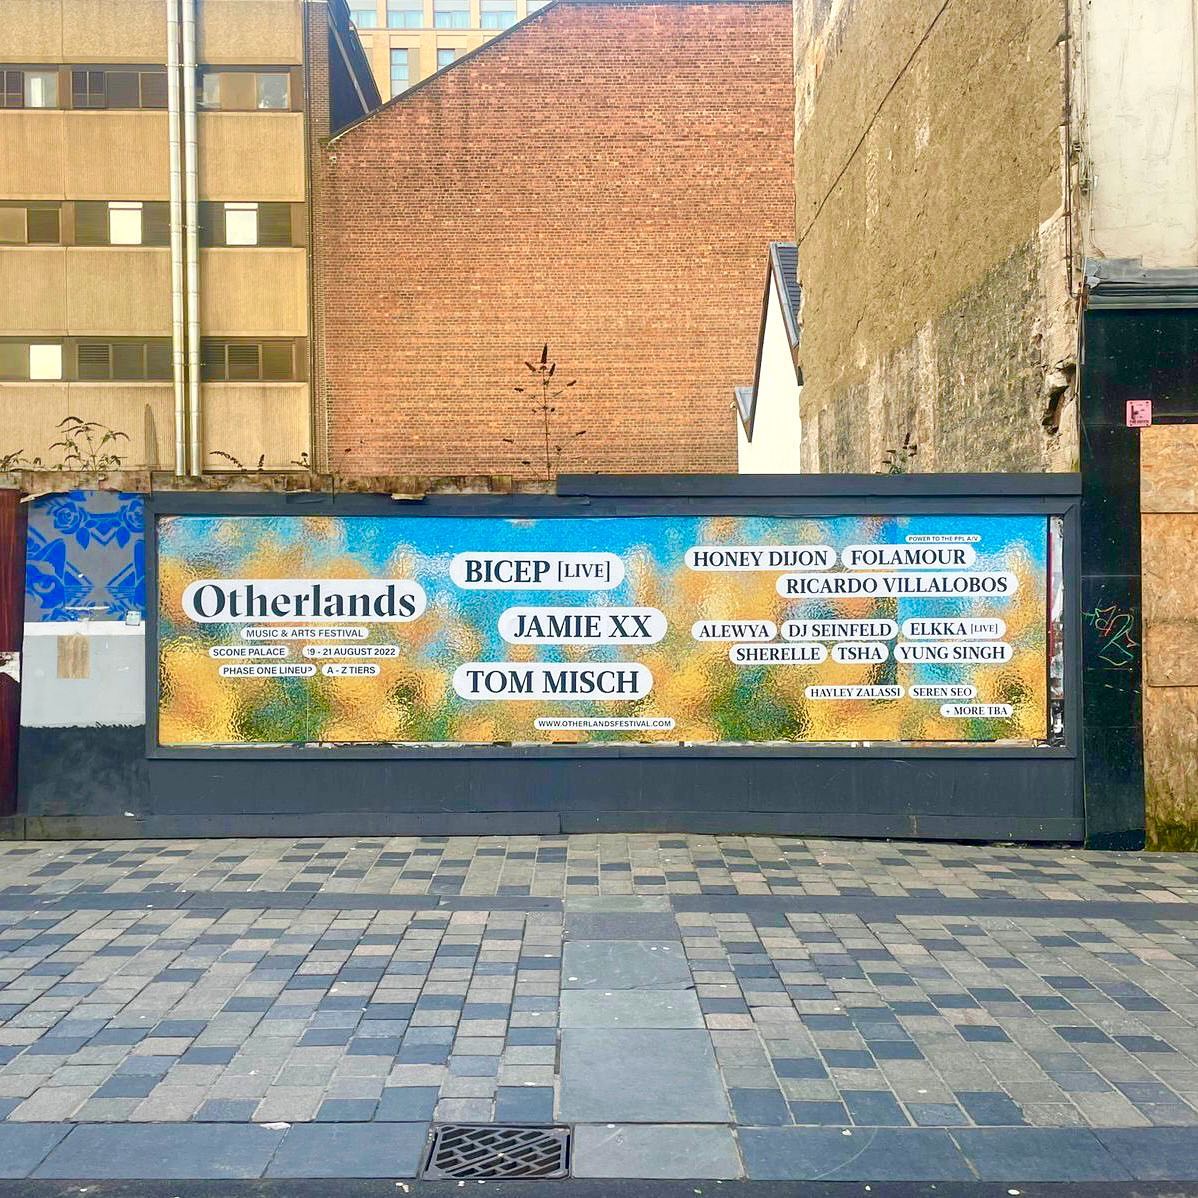 Otherlands
MUSIC & ARTS FESTIVAL
SCONE PALACE 19 - 21 AUGUST 2022
PHASE ONE LINEUP A - Z TIERS
BICEP [LIVE]
JAMIE XX
TOM MISCH
WWW.OTHERLANDSFESTIVAL.COM
POWER TO THE PPL A/V
HONEY DIJON FOLAMOUR
RICARDO VILLALOBOS
ALEWYA DJ SEINFELD ELKKA [LIVE]
SHERELLE TSHA YUNG SINGH
HAYLEY ZALASSI SEREN SEO
+ MORE TBA